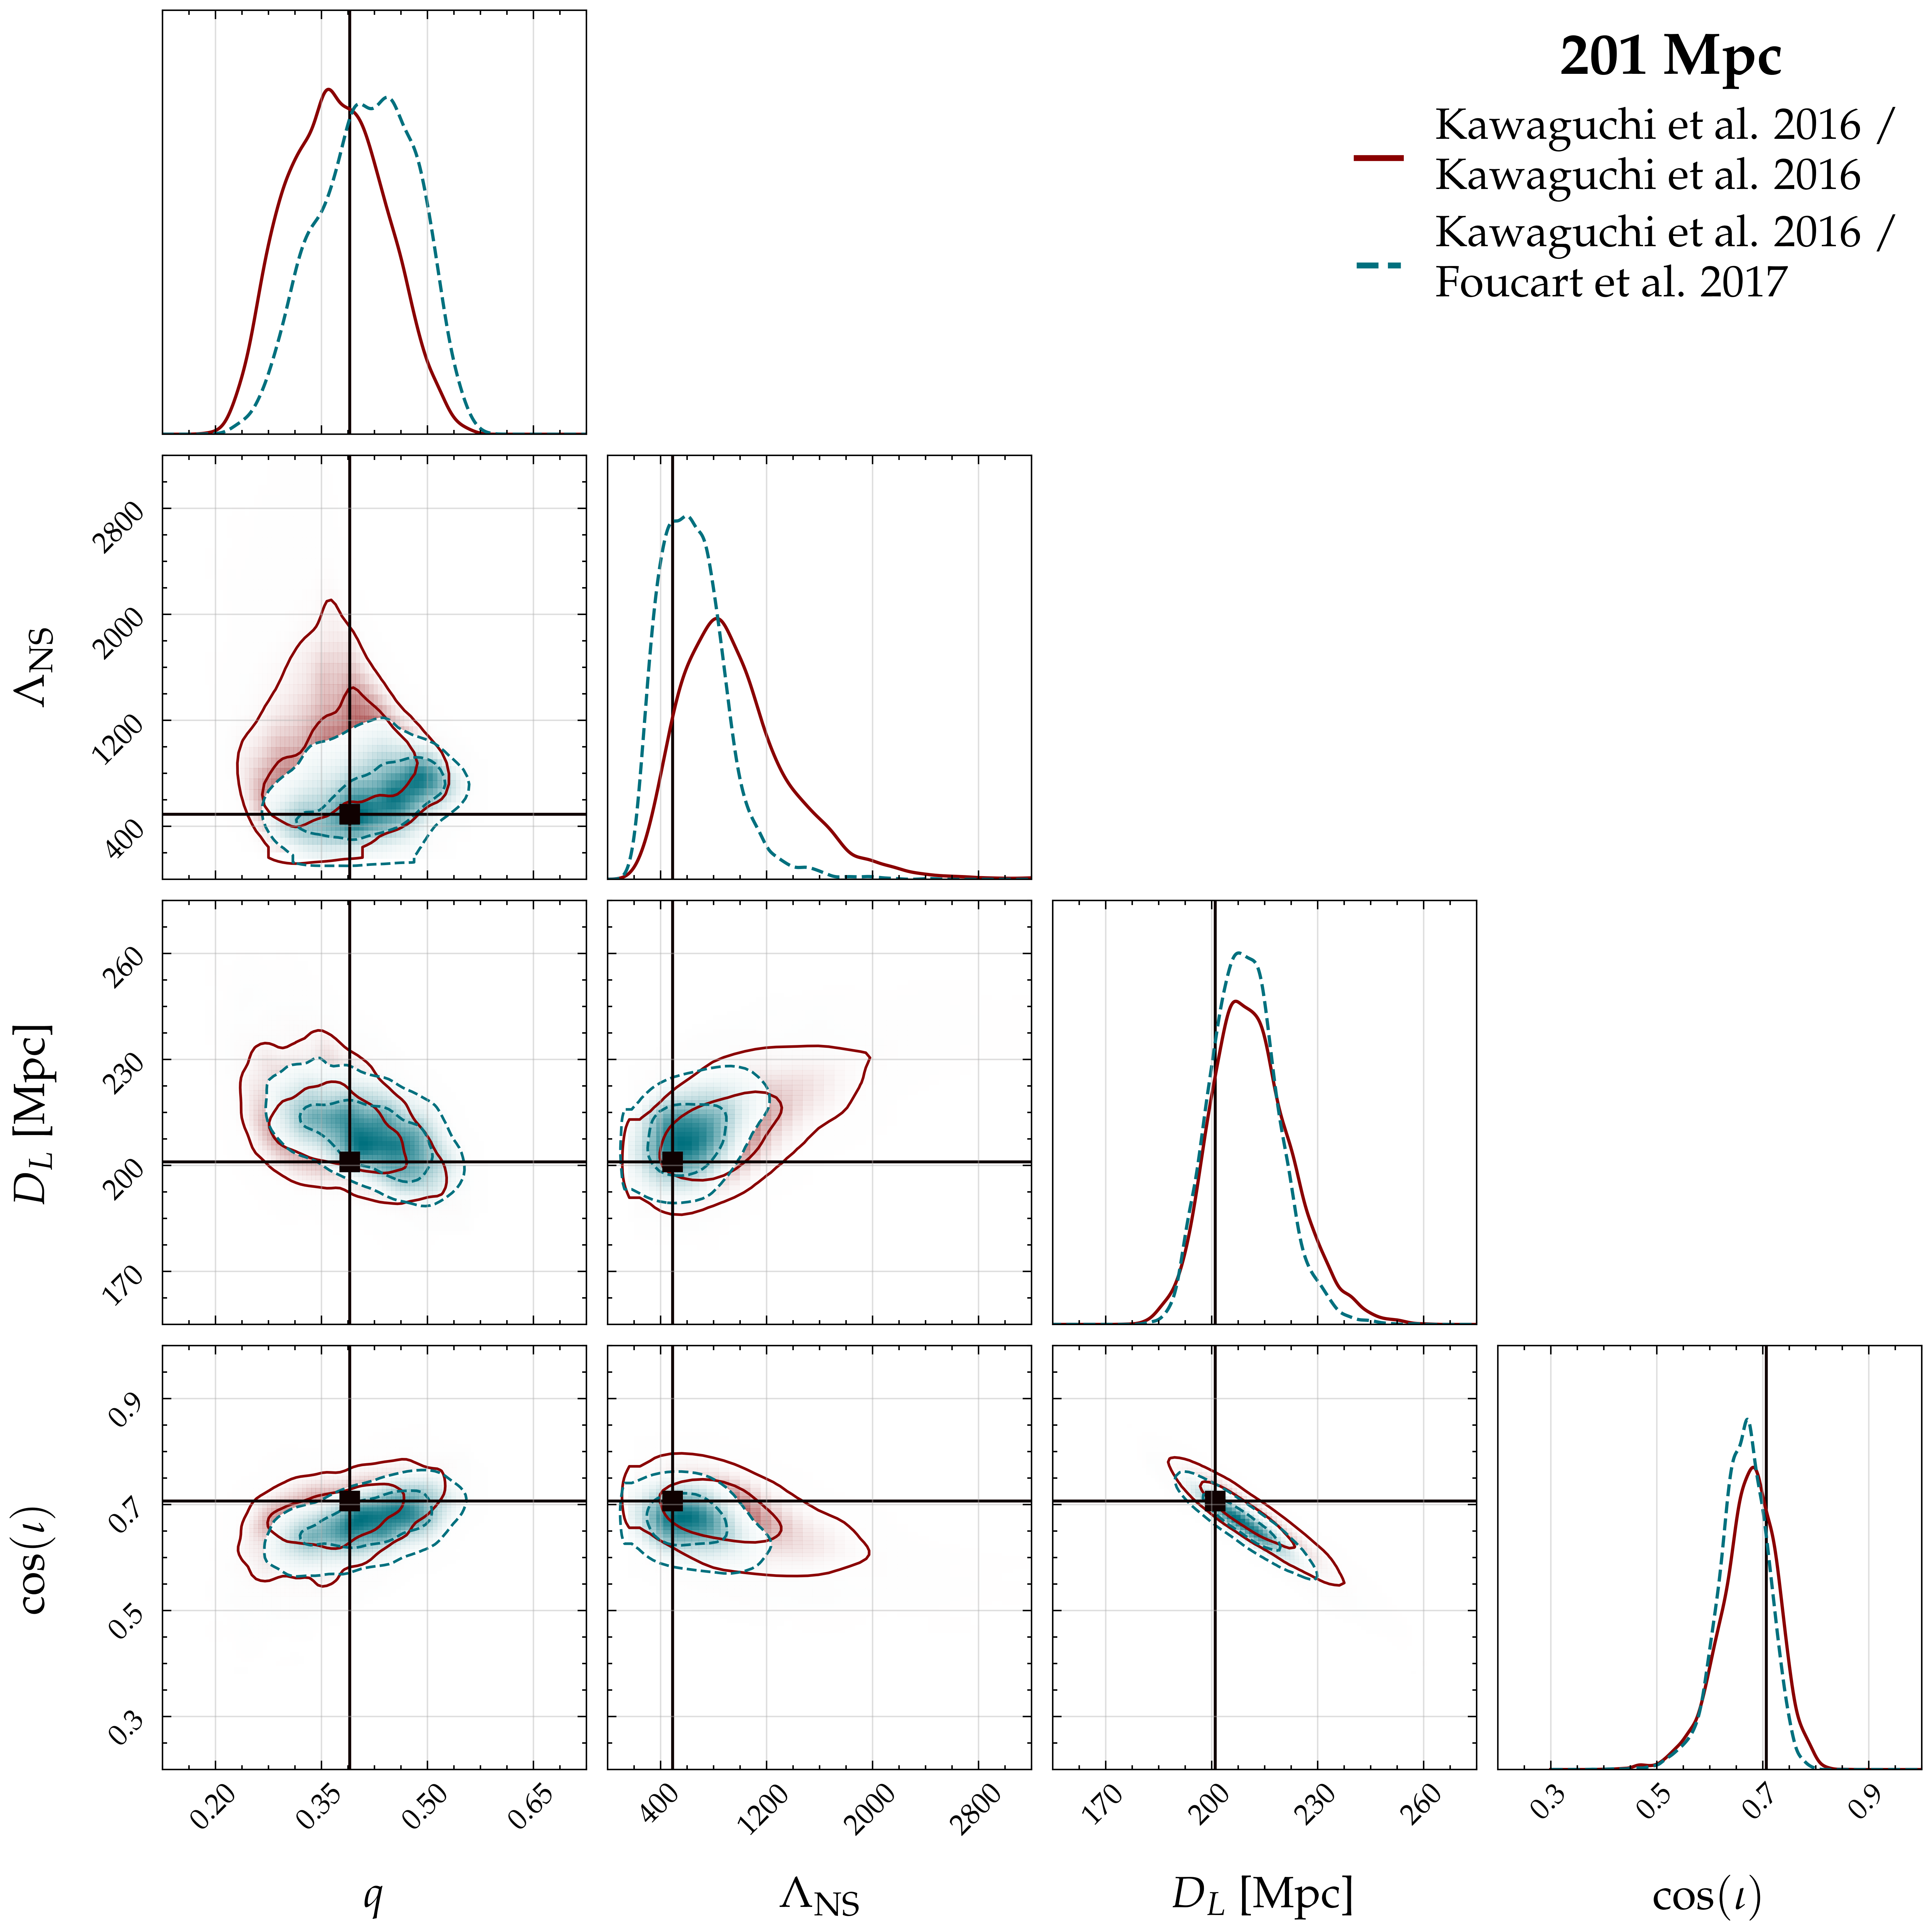 201 Mpc
Kawaguchi et al. 2016 /
Kawaguchi et al. 2016
Kawaguchi et al. 2016 /
Foucart et al. 2017
Λ_NS
2800
2000
1200
400
D_L [Mpc]
260
230
200
170
cos(ι)
0.9
0.7
0.5
0.3
0.20 0.35 0.50 0.65
400 1200 2000 2800
170 200 230 260
0.3 0.5 0.7 0.9
q
Λ_NS
D_L [Mpc]
cos(ι)